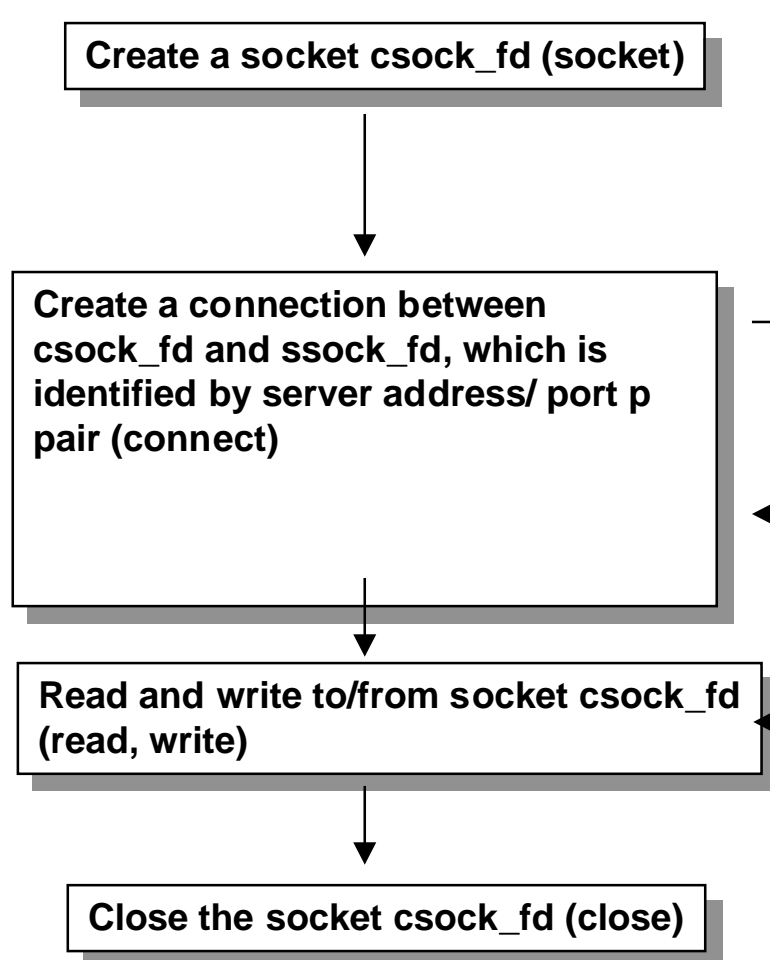 Create a socket csock_fd (socket)
Create a connection between
csock_fd and ssock_fd, which is
identified by server address/ port p
pair (connect)
Read and write to/from socket csock_fd
(read, write)
Close the socket csock_fd (close)